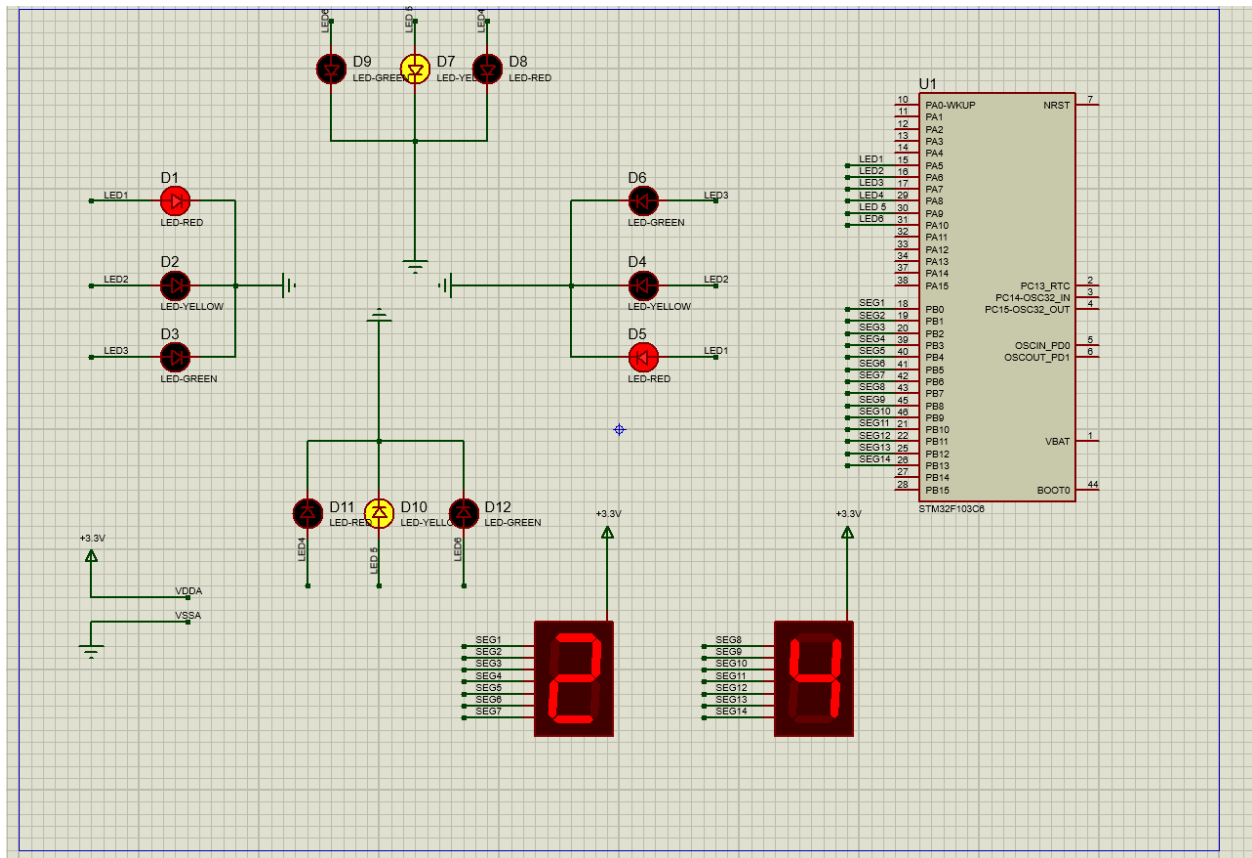 LED6
LED 5
LED4
D9
LED-GREEN
D7
LED-YEL
D8
LED-RED
U1
10 PA0-WKUP NRST 7
11 PA1
12 PA2
13 PA3
14 PA4
LED1 15 PA5
LED2 16 PA6
LED3 17 PA7
LED4 29 PA8
LED 5 30 PA9
LED6 31 PA10
32 PA11
33 PA12
34 PA13
37 PA14
38 PA15
PC13_RTC 2
PC14-OSC32_IN 3
PC15-OSC32_OUT 4
SEG1 18 PB0
SEG2 19 PB1
SEG3 20 PB2
SEG4 39 PB3 OSCIN_PD0 5
SEG5 40 PB4 OSCOUT_PD1 6
SEG6 41 PB5
SEG7 42 PB6
SEG8 43 PB7
SEG9 45 PB8
SEG10 46 PB9
SEG11 21 PB10
SEG12 22 PB11 VBAT 1
SEG13 25 PB12
SEG14 26 PB13
27 PB14
28 PB15 BOOT0 44
STM32F103C6
D1
LED1
LED-RED
D2
LED2
LED-YELLOW
D3
LED3
LED-GREEN
D6
LED3
LED-GREEN
D4
LED2
LED-YELLOW
D5
LED1
LED-RED
D11
LED-RED
D10
LED-YELLO
D12
LED-GREEN
LED4
LED 5
LED6
+3.3V
VDDA
VSSA
+3.3V
SEG1
SEG2
SEG3
SEG4
SEG5
SEG6
SEG7
2
+3.3V
SEG8
SEG9
SEG10
SEG11
SEG12
SEG13
SEG14
4